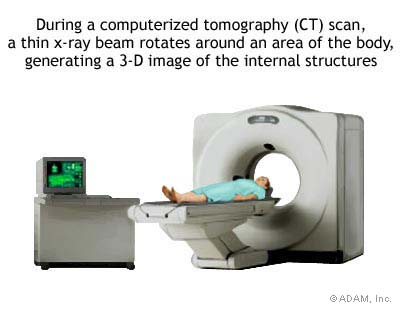 During a computerized tomography (CT) scan,
a thin x-ray beam rotates around an area of the body,
generating a 3-D image of the internal structures
©ADAM, Inc.